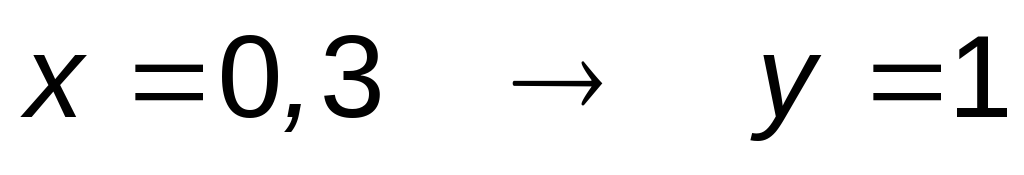 x =0,3 → y =1